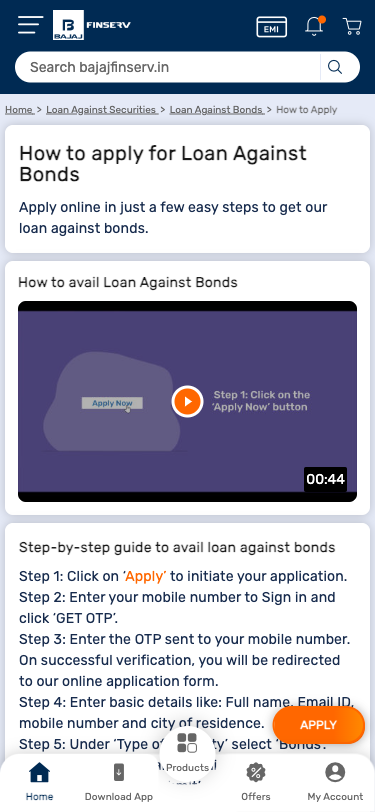 B
BAJAJ
FINSERV
EMI
Search bajajfinserv.in
Home > Loan Against Securities > Loan Against Bonds > How to Apply
How to apply for Loan Against
Bonds
Apply online in just a few easy steps to get our
loan against bonds.
How to avail Loan Against Bonds
Apply Now
Step 1: Click on the
'Apply Now' button
00:44
Step-by-step guide to avail loan against bonds
Step 1: Click on ‘Apply’ to initiate your application.
Step 2: Enter your mobile number to Sign in and
click ‘GET OTP’.
Step 3: Enter the OTP sent to your mobile number.
On successful verification, you will be redirected
to our online application form.
Step 4: Enter basic details like: Full name, Email ID,
mobile number and city of residence.
APPLY
Step 5: Under ‘Type of select ‘Bonds’.
Home
Download App
Products
Offers
My Account